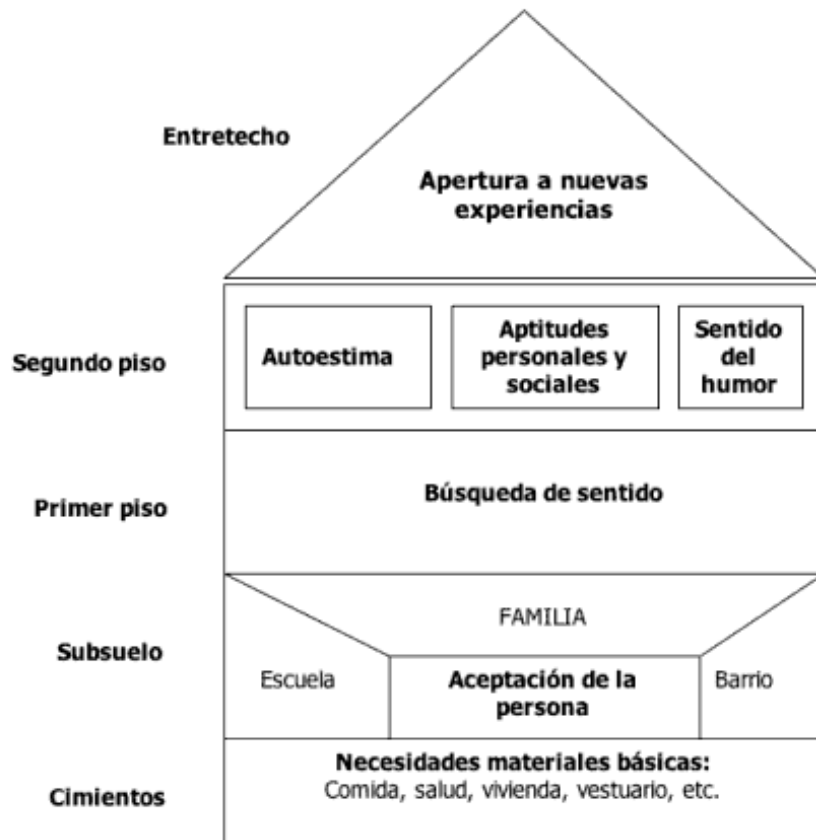 Entretecho
Apertura a nuevas
experiencias
Segundo piso
Autoestima
Aptitudes
personales y
sociales
Sentido
del
humor
Primer piso
Búsqueda de sentido
Subsuelo
FAMILIA
Escuela
Aceptación de la
persona
Barrio
Cimientos
Necesidades materiales básicas:
Comida, salud, vivienda, vestuario, etc.